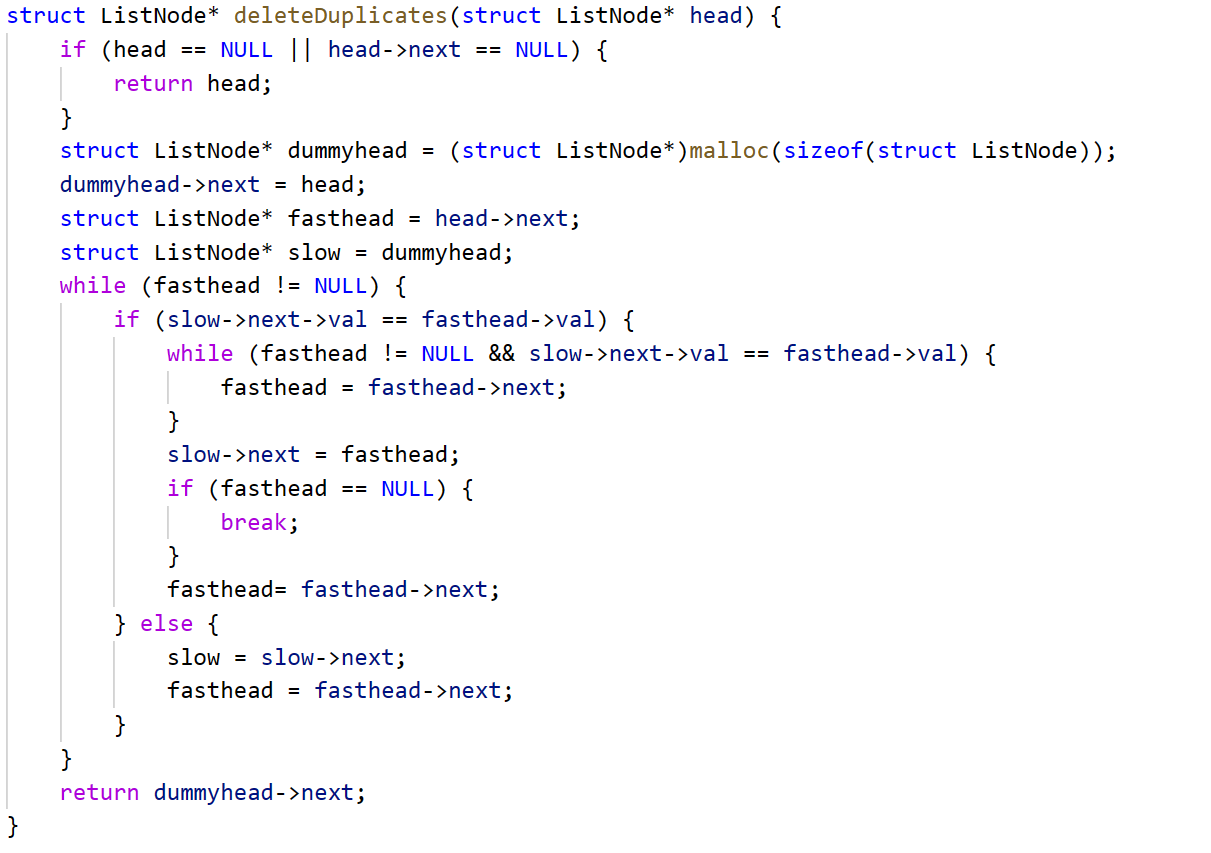 struct ListNode* deleteDuplicates(struct ListNode* head) {
    if (head == NULL || head->next == NULL) {
        return head;
    }
    struct ListNode* dummyhead = (struct ListNode*)malloc(sizeof(struct ListNode));
    dummyhead->next = head;
    struct ListNode* fasthead = head->next;
    struct ListNode* slow = dummyhead;
    while (fasthead != NULL) {
        if (slow->next->val == fasthead->val) {
            while (fasthead != NULL && slow->next->val == fasthead->val) {
                fasthead = fasthead->next;
            }
            slow->next = fasthead;
            if (fasthead == NULL) {
                break;
            }
            fasthead= fasthead->next;
        } else {
            slow = slow->next;
            fasthead = fasthead->next;
        }
    }
    return dummyhead->next;
}